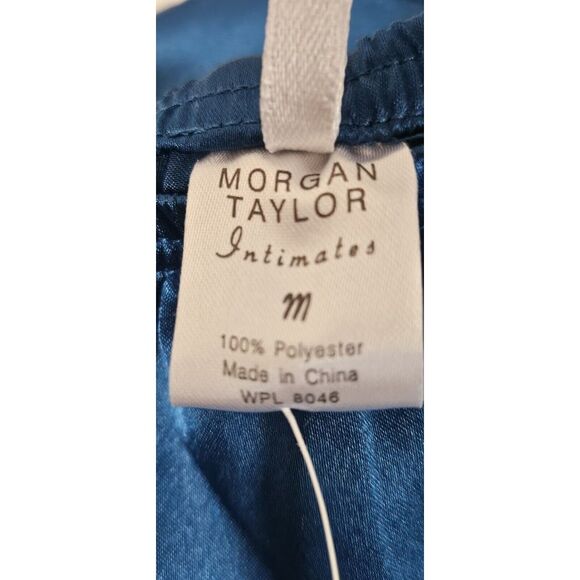 MORGAN
TAYLOR
Intimates
M
100% Polyester
Made in China
WPL 8046